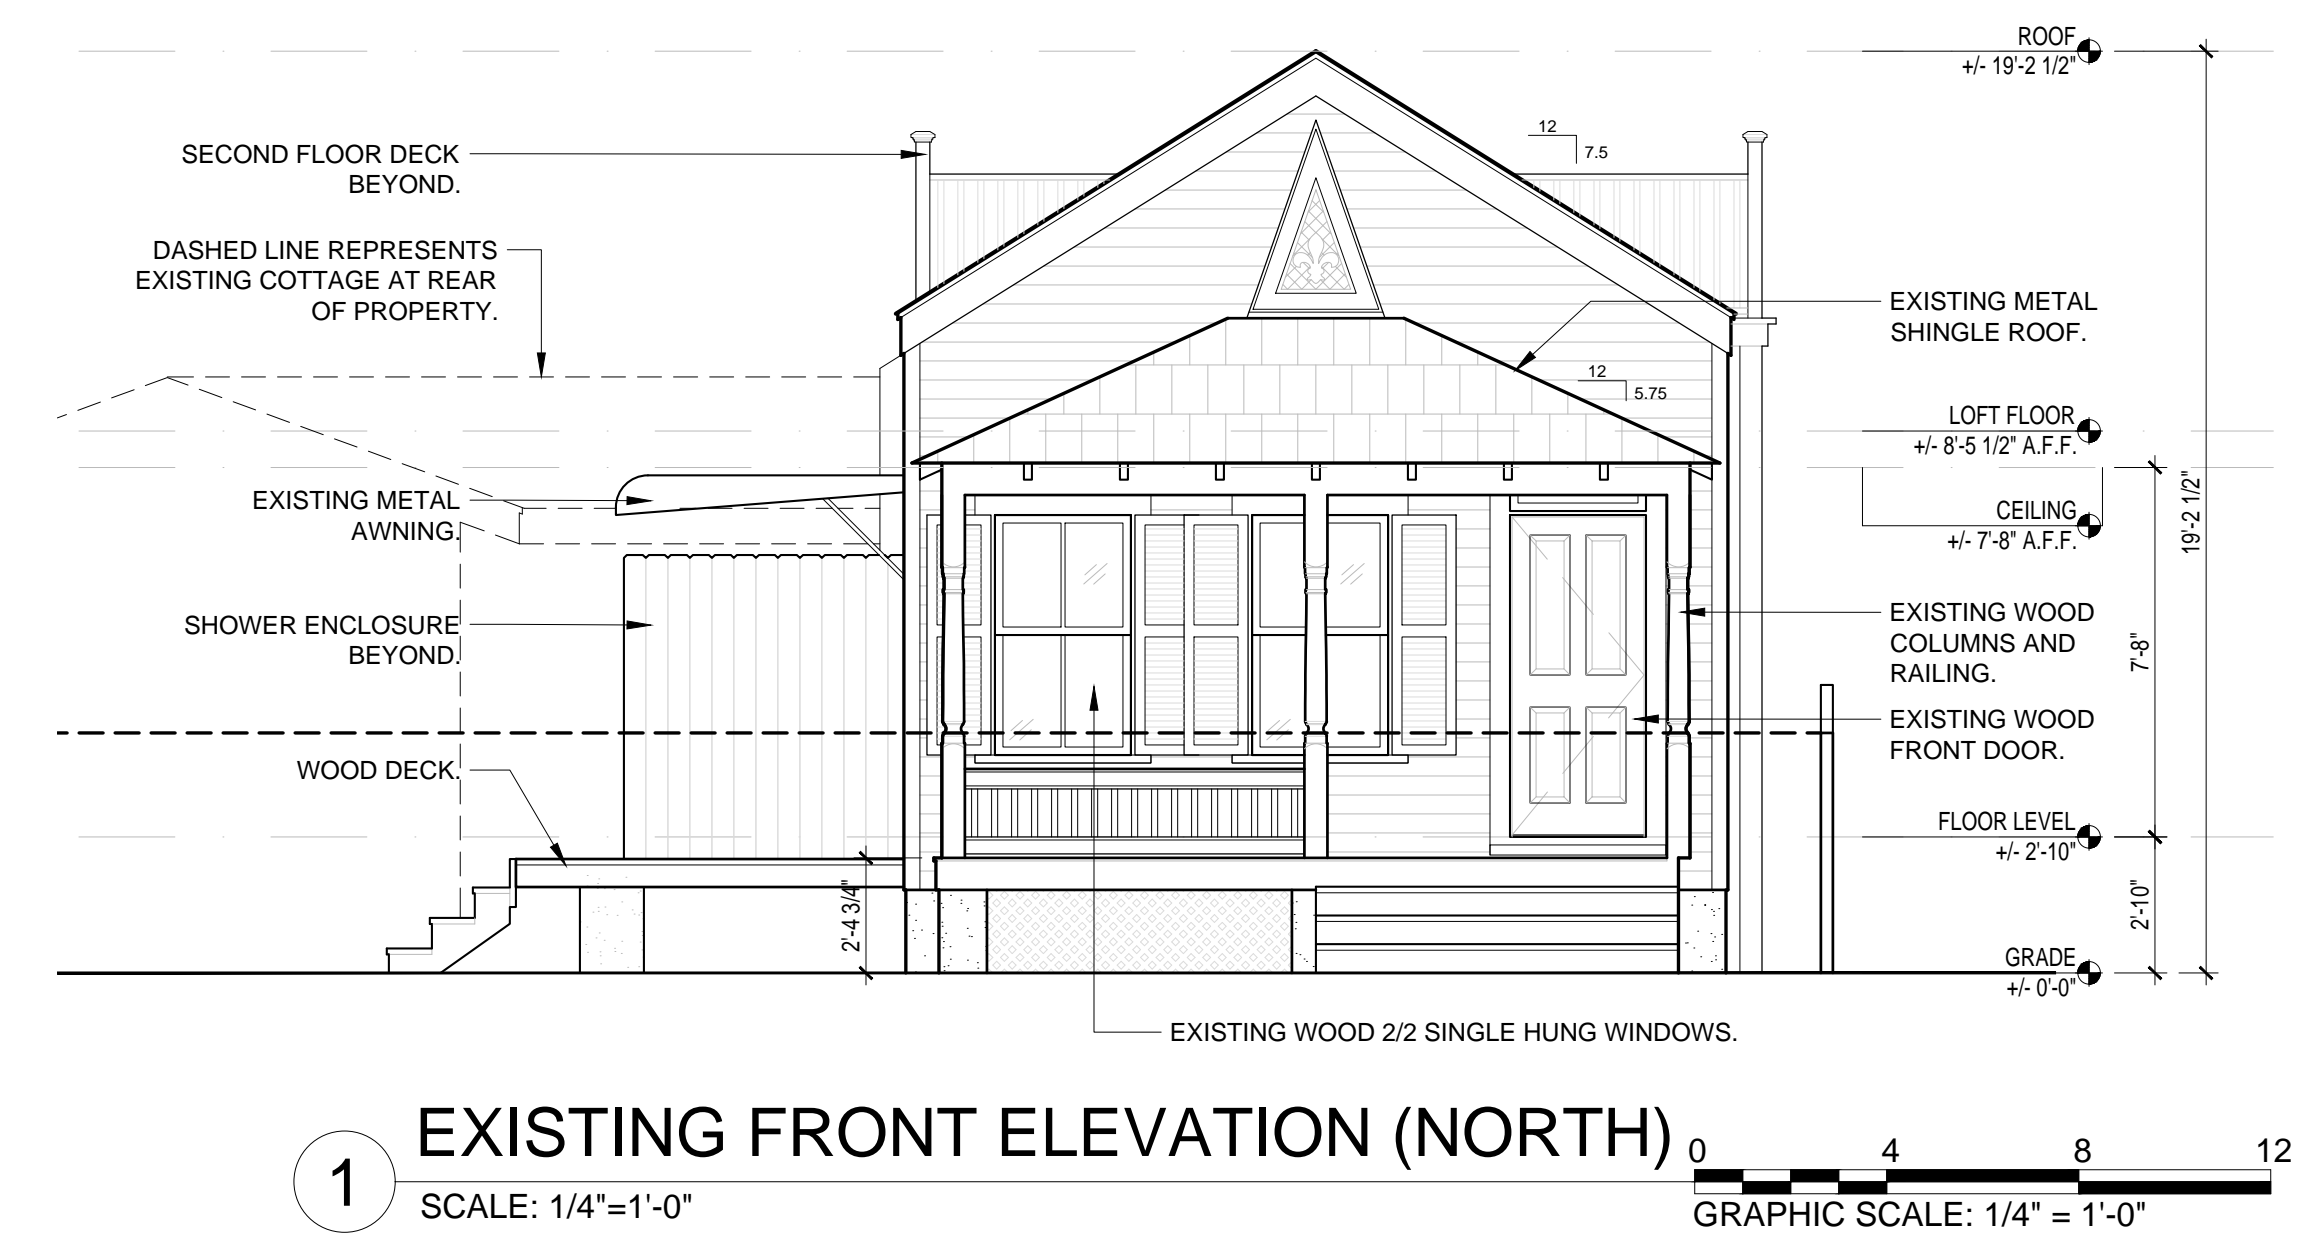 ROOF
+/- 19'-2 1/2"
12
7.5
SECOND FLOOR DECK
BEYOND.
DASHED LINE REPRESENTS
EXISTING COTTAGE AT REAR
OF PROPERTY.
EXISTING METAL
SHINGLE ROOF.
12
5.75
LOFT FLOOR
+/- 8'-5 1/2" A.F.F.
EXISTING METAL
AWNING.
CEILING
+/- 7'-8" A.F.F.
19'-2 1/2"
SHOWER ENCLOSURE
BEYOND.
EXISTING WOOD
COLUMNS AND
RAILING.
7'-8"
EXISTING WOOD
FRONT DOOR.
WOOD DECK.
FLOOR LEVEL
+/- 2'-10"
2'-4 3/4"
2'-10"
GRADE
+/- 0'-0"
EXISTING WOOD 2/2 SINGLE HUNG WINDOWS.
1
EXISTING FRONT ELEVATION (NORTH)
SCALE: 1/4"=1'-0"
0 4 8 12
GRAPHIC SCALE: 1/4" = 1'-0"